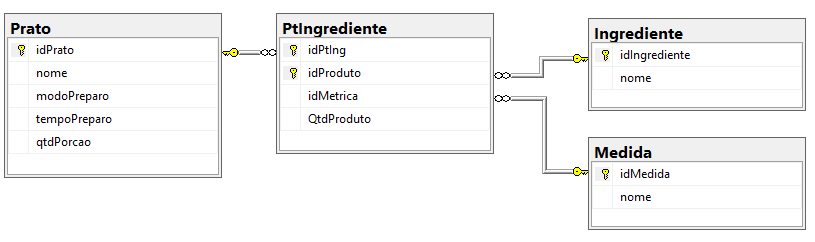 Prato
idPrato
nome
modoPreparo
tempoPreparo
qtdPorcao
PtIngrediente
idPtIng
idProduto
idMetrica
QtdProduto
Ingrediente
idIngrediente
nome
Medida
idMedida
nome